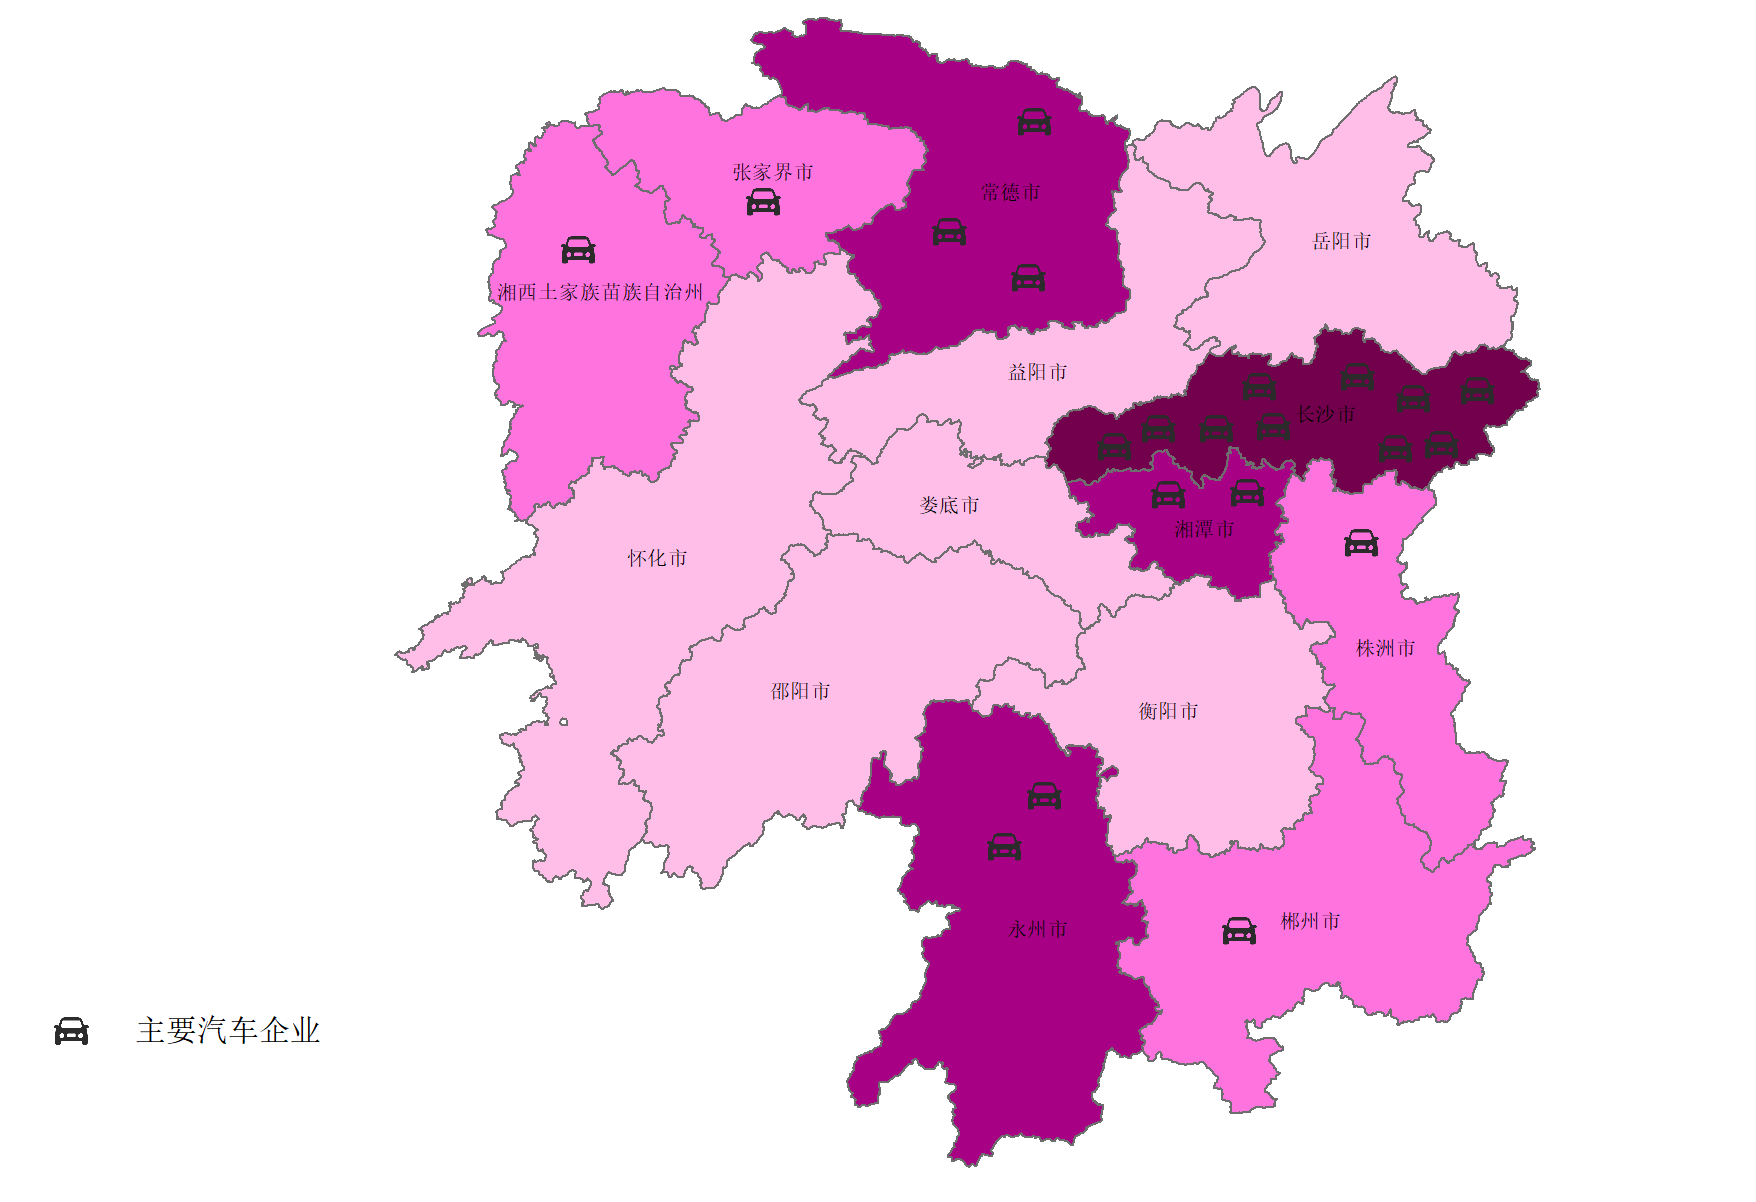 张家界市
常德市
岳阳市
湘西土家族苗族自治州
益阳市
长沙市
娄底市
湘潭市
怀化市
株洲市
邵阳市
衡阳市
郴州市
永州市
主要汽车企业